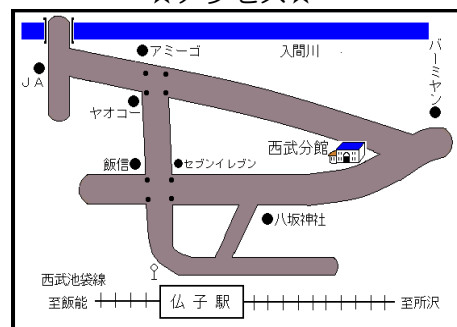 ☆アクセス☆
アミーゴ
入間川
バーミヤン
JA
ヤオコー
西武分館
飯信
セブンイレブン
八坂神社
西武池袋線
至飯能
仏子駅
至所沢